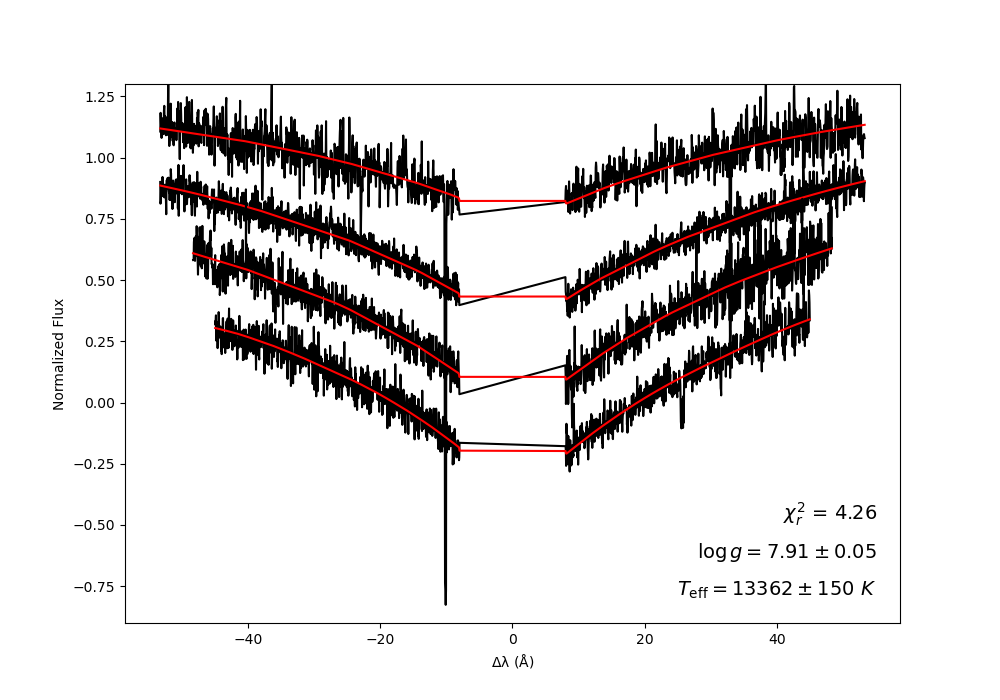 1.25
1.00
0.75
0.50
0.25
0.00
−0.25
−0.50
−0.75
Normalized Flux
−40
−20
0
20
40
Δλ (Å)
χ²ᵣ = 4.26
log g = 7.91 ± 0.05
T_eff = 13362 ± 150 K